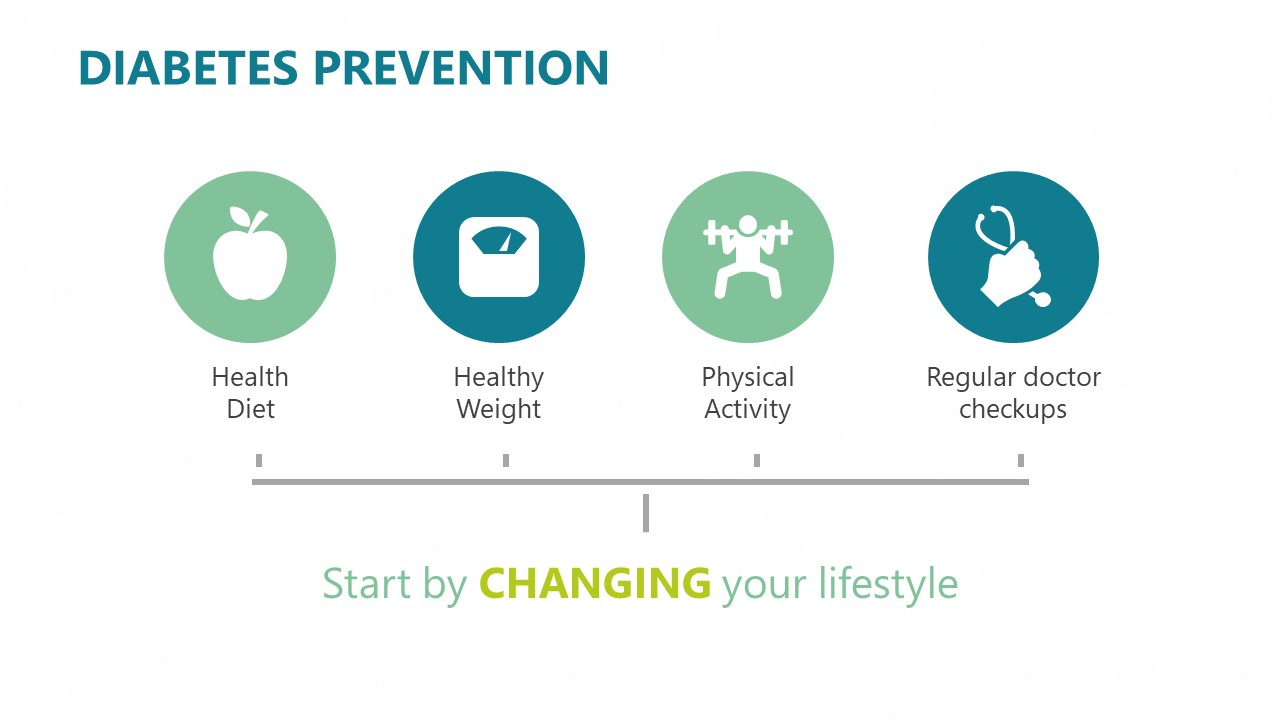 DIABETES PREVENTION
Health
Diet
Healthy
Weight
Physical
Activity
Regular doctor
checkups
Start by CHANGING your lifestyle